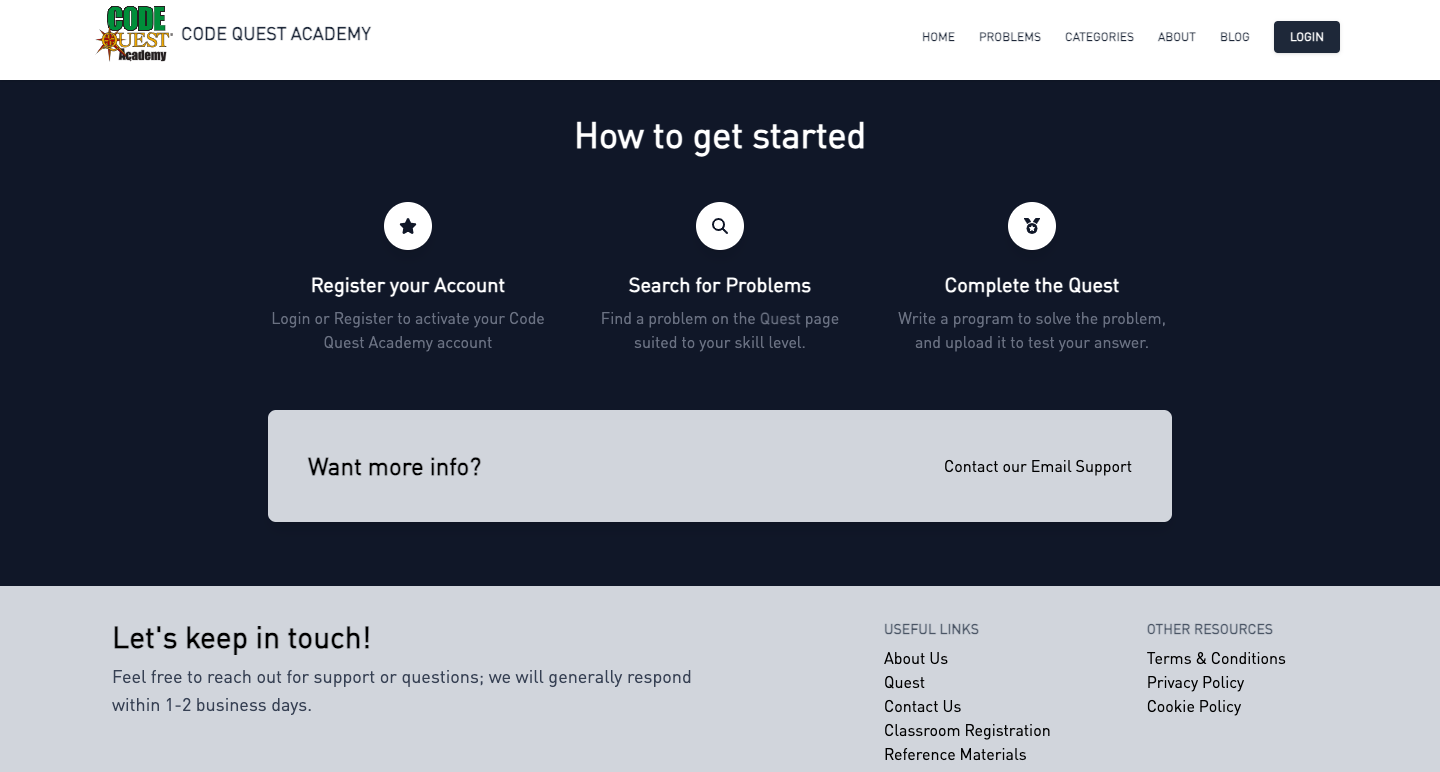 CODE
QUEST
Academy
CODE QUEST ACADEMY
HOME
PROBLEMS
CATEGORIES
ABOUT
BLOG
LOGIN
How to get started
Register your Account
Login or Register to activate your Code
Quest Academy account
Search for Problems
Find a problem on the Quest page
suited to your skill level.
Complete the Quest
Write a program to solve the problem,
and upload it to test your answer.
Want more info?
Contact our Email Support
Let's keep in touch!
Feel free to reach out for support or questions; we will generally respond
within 1-2 business days.
USEFUL LINKS
About Us
Quest
Contact Us
Classroom Registration
Reference Materials
OTHER RESOURCES
Terms & Conditions
Privacy Policy
Cookie Policy